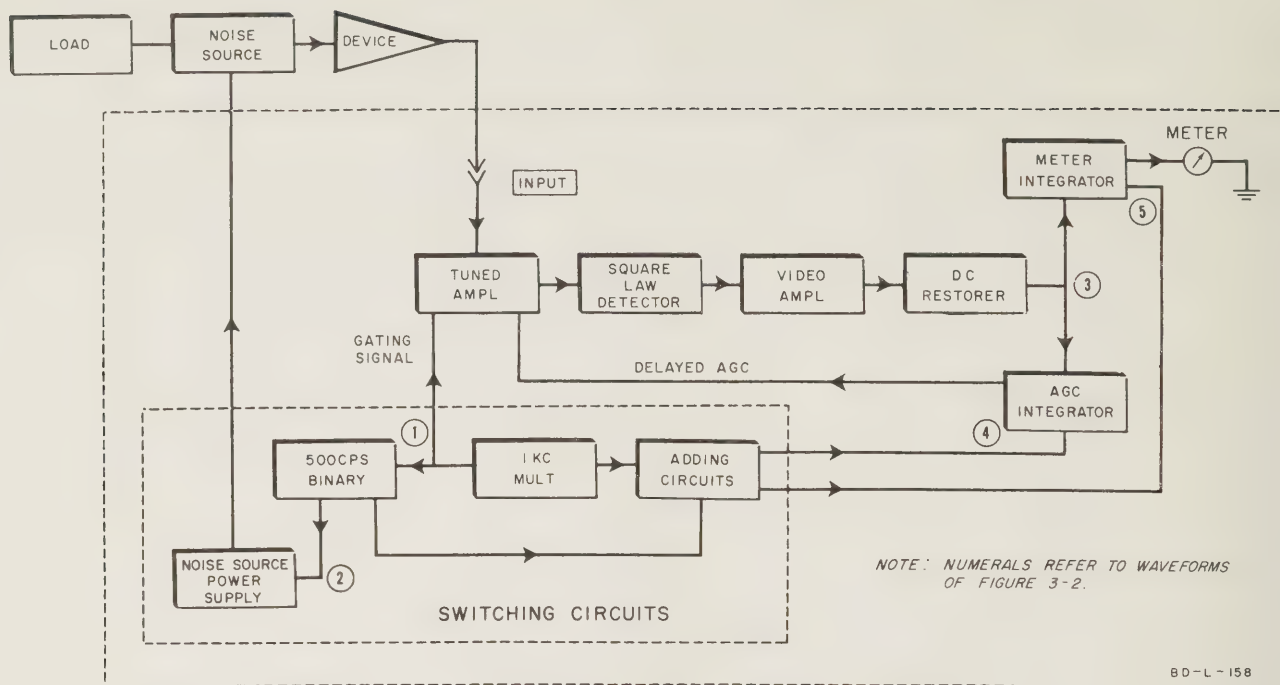 LOAD
NOISE
SOURCE
DEVICE
INPUT
METER
INTEGRATOR
METER
5
TUNED
AMPL
SQUARE
LAW
DETECTOR
VIDEO
AMPL
DC
RESTORER
3
GATING
SIGNAL
DELAYED AGC
AGC
INTEGRATOR
4
1
500CPS
BINARY
1 KC
MULT
ADDING
CIRCUITS
NOISE SOURCE
POWER
SUPPLY
2
SWITCHING CIRCUITS
NOTE: NUMERALS REFER TO WAVEFORMS
OF FIGURE 3-2.
BD-L-158